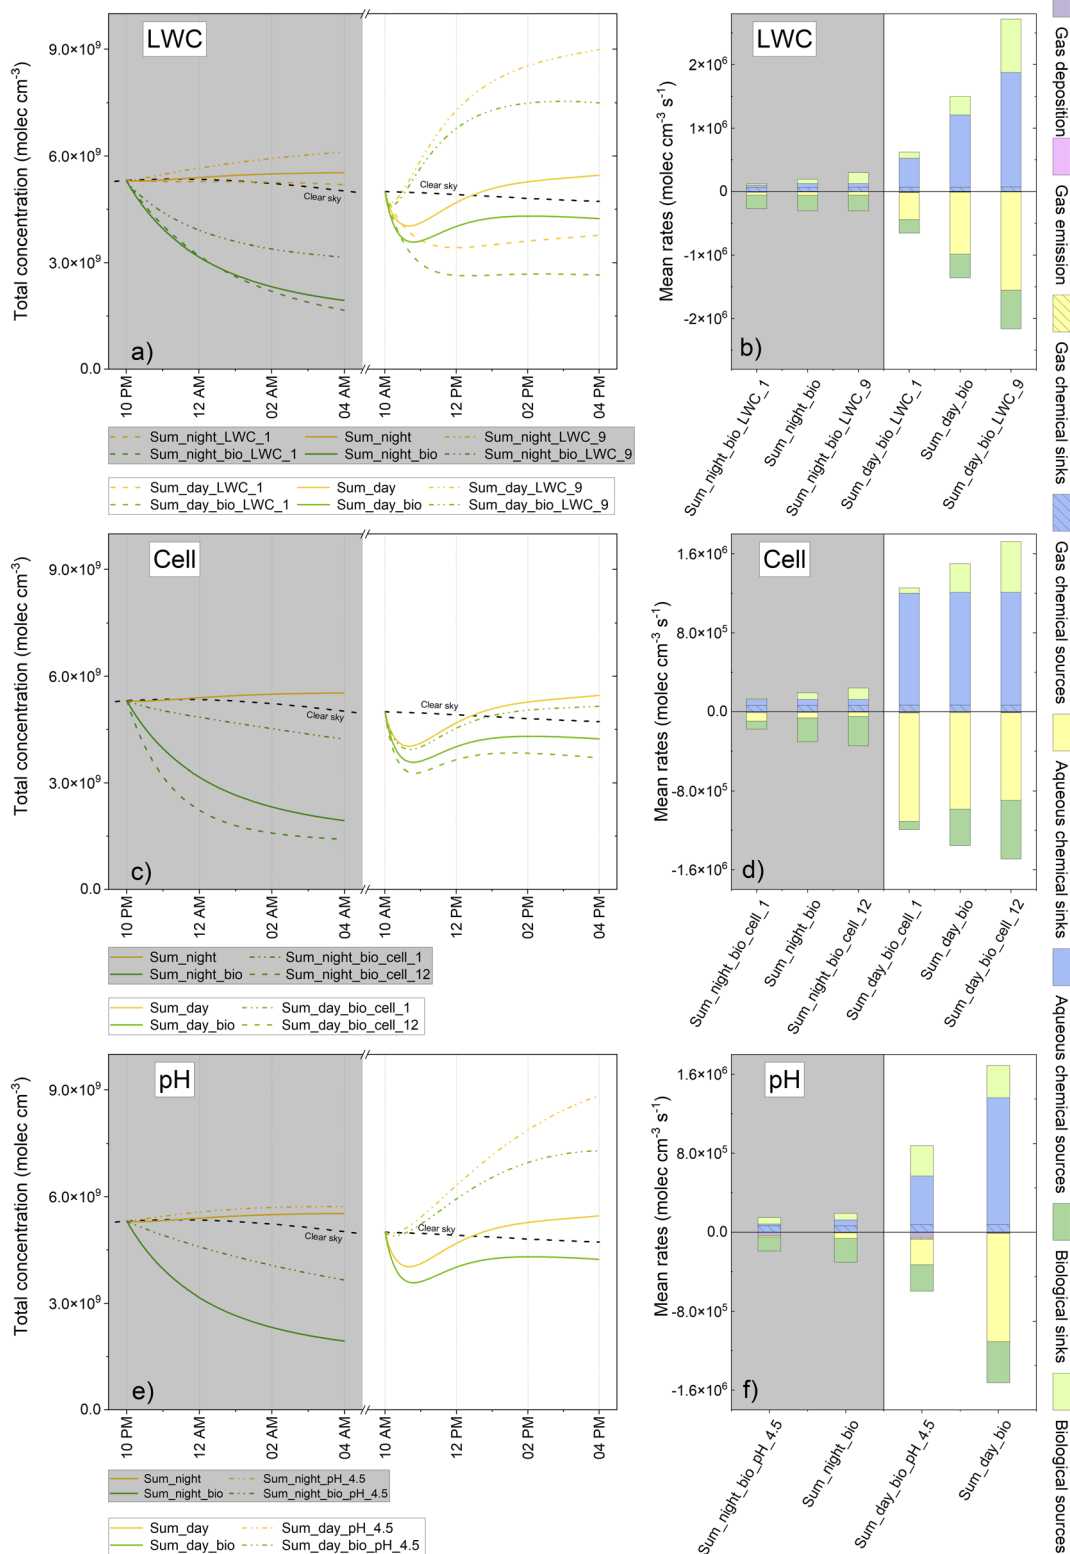 LWC
Total concentration (molec cm⁻³)
9.0×10⁹
6.0×10⁹
3.0×10⁹
0.0
Clear sky
Clear sky
a)
10 PM
12 AM
02 AM
04 AM
10 AM
12 PM
02 PM
04 PM
Sum_night_LWC_1
Sum_night
Sum_night_LWC_9
Sum_night_bio_LWC_1
Sum_night_bio
Sum_night_bio_LWC_9
Sum_day_LWC_1
Sum_day
Sum_day_LWC_9
Sum_day_bio_LWC_1
Sum_day_bio
Sum_day_bio_LWC_9
LWC
Mean rates (molec cm⁻³ s⁻¹)
2×10⁶
1×10⁶
0
-1×10⁶
-2×10⁶
b)
Sum_night_bio_LWC_1
Sum_night_bio
Sum_night_bio_LWC_9
Sum_day_bio_LWC_1
Sum_day_bio
Sum_day_bio_LWC_9
Cell
Total concentration (molec cm⁻³)
9.0×10⁹
6.0×10⁹
3.0×10⁹
0.0
Clear sky
Clear sky
c)
10 PM
12 AM
02 AM
04 AM
10 AM
12 PM
02 PM
04 PM
Sum_night
Sum_night_bio_cell_1
Sum_night_bio
Sum_night_bio_cell_12
Sum_day
Sum_day_bio_cell_1
Sum_day_bio
Sum_day_bio_cell_12
Cell
Mean rates (molec cm⁻³ s⁻¹)
1.6×10⁶
8.0×10⁵
0.0
-8.0×10⁵
-1.6×10⁶
d)
Sum_night_bio_cell_1
Sum_night_bio
Sum_night_bio_cell_12
Sum_day_bio_cell_1
Sum_day_bio
Sum_day_bio_cell_12
pH
Total concentration (molec cm⁻³)
9.0×10⁹
6.0×10⁹
3.0×10⁹
0.0
Clear sky
Clear sky
e)
10 PM
12 AM
02 AM
04 AM
10 AM
12 PM
02 PM
04 PM
Sum_night
Sum_night_pH_4.5
Sum_night_bio
Sum_night_bio_pH_4.5
Sum_day
Sum_day_pH_4.5
Sum_day_bio
Sum_day_bio_pH_4.5
pH
Mean rates (molec cm⁻³ s⁻¹)
1.6×10⁶
8.0×10⁵
0.0
-8.0×10⁵
-1.6×10⁶
f)
Sum_night_bio_pH_4.5
Sum_night_bio
Sum_day_bio_pH_4.5
Sum_day_bio
Gas deposition
Gas emission
Gas chemical sinks
Gas chemical sources
Aqueous chemical sinks
Aqueous chemical sources
Biological sinks
Biological sources